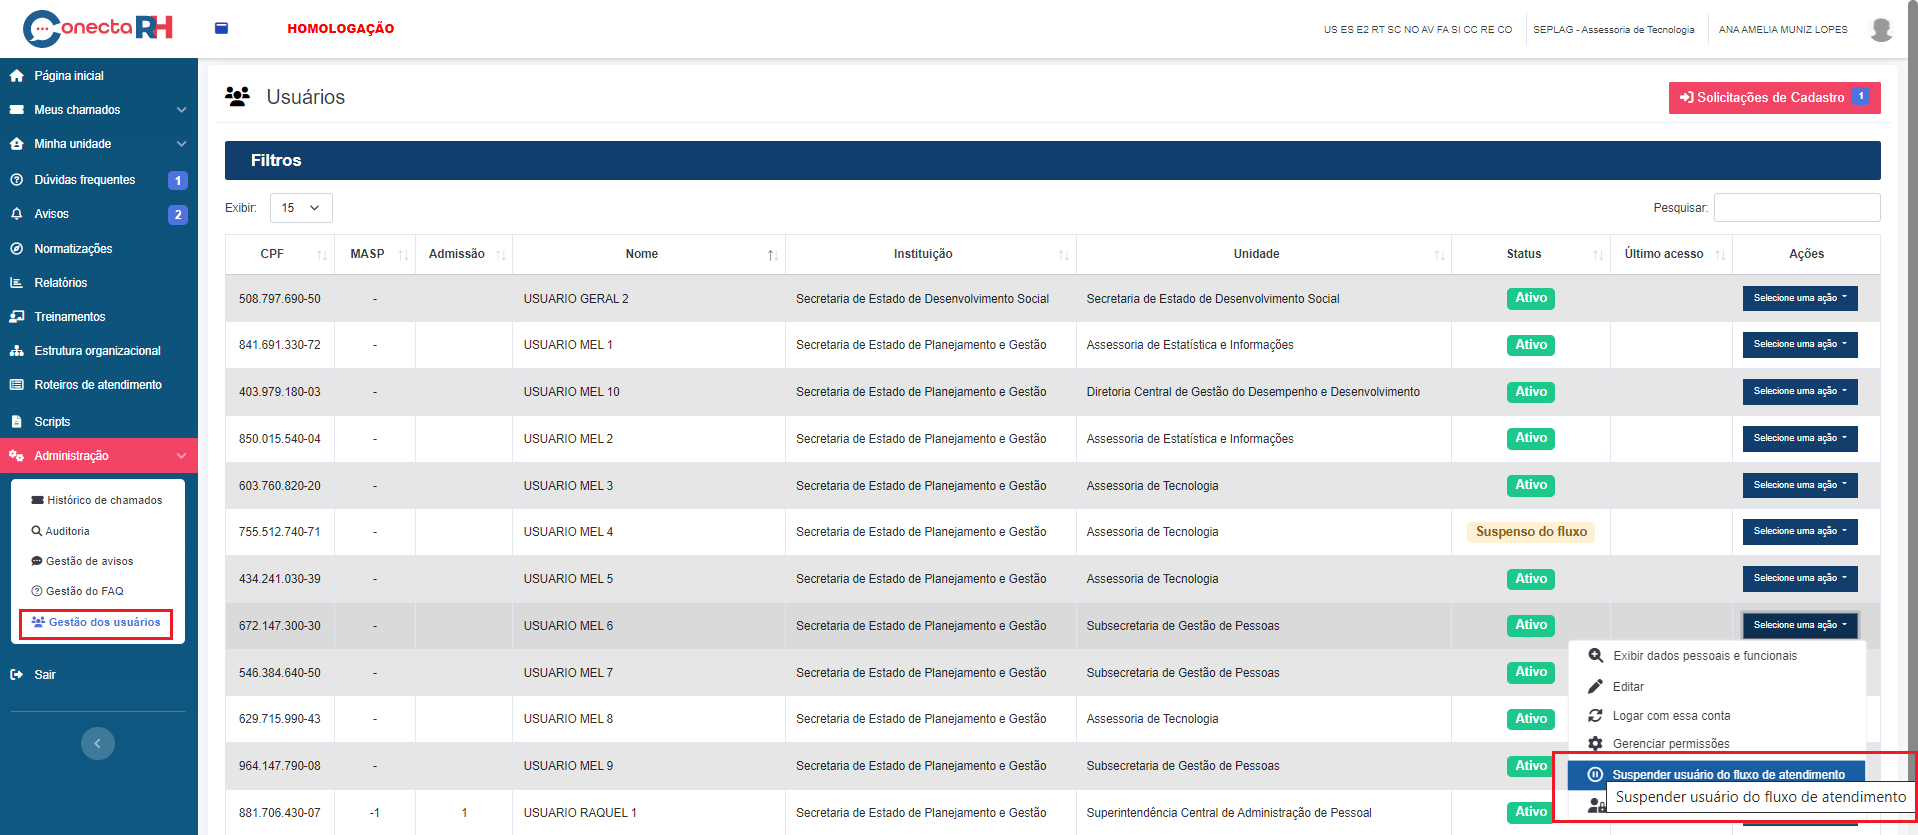 Conecta RH
HOMOLOGAÇÃO
US ES E2 RT SC NO AV FA SI CC RE CO
SEPLAG - Assessoria de Tecnologia
ANA AMELIA MUNIZ LOPES
Página inicial
Meus chamados
Minha unidade
Dúvidas frequentes 1
Avisos 2
Normatizações
Relatórios
Treinamentos
Estrutura organizacional
Roteiros de atendimento
Scripts
Administração
Histórico de chamados
Auditoria
Gestão de avisos
Gestão do FAQ
Gestão dos usuários
Sair
Usuários
Solicitações de Cadastro 1
Filtros
Exibir: 15
Pesquisar:
CPF MASP Admissão Nome Instituição Unidade Status Último acesso Ações
508.797.690-50 - USUARIO GERAL 2 Secretaria de Estado de Desenvolvimento Social Secretaria de Estado de Desenvolvimento Social Ativo Selecione uma ação
841.691.330-72 - USUARIO MEL 1 Secretaria de Estado de Planejamento e Gestão Assessoria de Estatística e Informações Ativo Selecione uma ação
403.979.180-03 - USUARIO MEL 10 Secretaria de Estado de Planejamento e Gestão Diretoria Central de Gestão do Desempenho e Desenvolvimento Ativo Selecione uma ação
850.015.540-04 - USUARIO MEL 2 Secretaria de Estado de Planejamento e Gestão Assessoria de Estatística e Informações Ativo Selecione uma ação
603.760.820-20 - USUARIO MEL 3 Secretaria de Estado de Planejamento e Gestão Assessoria de Tecnologia Ativo Selecione uma ação
755.512.740-71 - USUARIO MEL 4 Secretaria de Estado de Planejamento e Gestão Assessoria de Tecnologia Suspenso do fluxo Selecione uma ação
434.241.030-39 - USUARIO MEL 5 Secretaria de Estado de Planejamento e Gestão Assessoria de Tecnologia Ativo Selecione uma ação
672.147.300-30 - USUARIO MEL 6 Secretaria de Estado de Planejamento e Gestão Subsecretaria de Gestão de Pessoas Ativo Selecione uma ação
546.384.640-50 - USUARIO MEL 7 Secretaria de Estado de Planejamento e Gestão Subsecretaria de Gestão de Pessoas Ativo
629.715.990-43 - USUARIO MEL 8 Secretaria de Estado de Planejamento e Gestão Assessoria de Tecnologia Ativo
964.147.790-08 - USUARIO MEL 9 Secretaria de Estado de Planejamento e Gestão Subsecretaria de Gestão de Pessoas Ativo
881.706.430-07 -1 1 USUARIO RAQUEL 1 Secretaria de Estado de Planejamento e Gestão Superintendência Central de Administração de Pessoal Ativo
Exibir dados pessoais e funcionais
Editar
Logar com essa conta
Gerenciar permissões
Suspender usuário do fluxo de atendimento
Suspender usuário do fluxo de atendimento